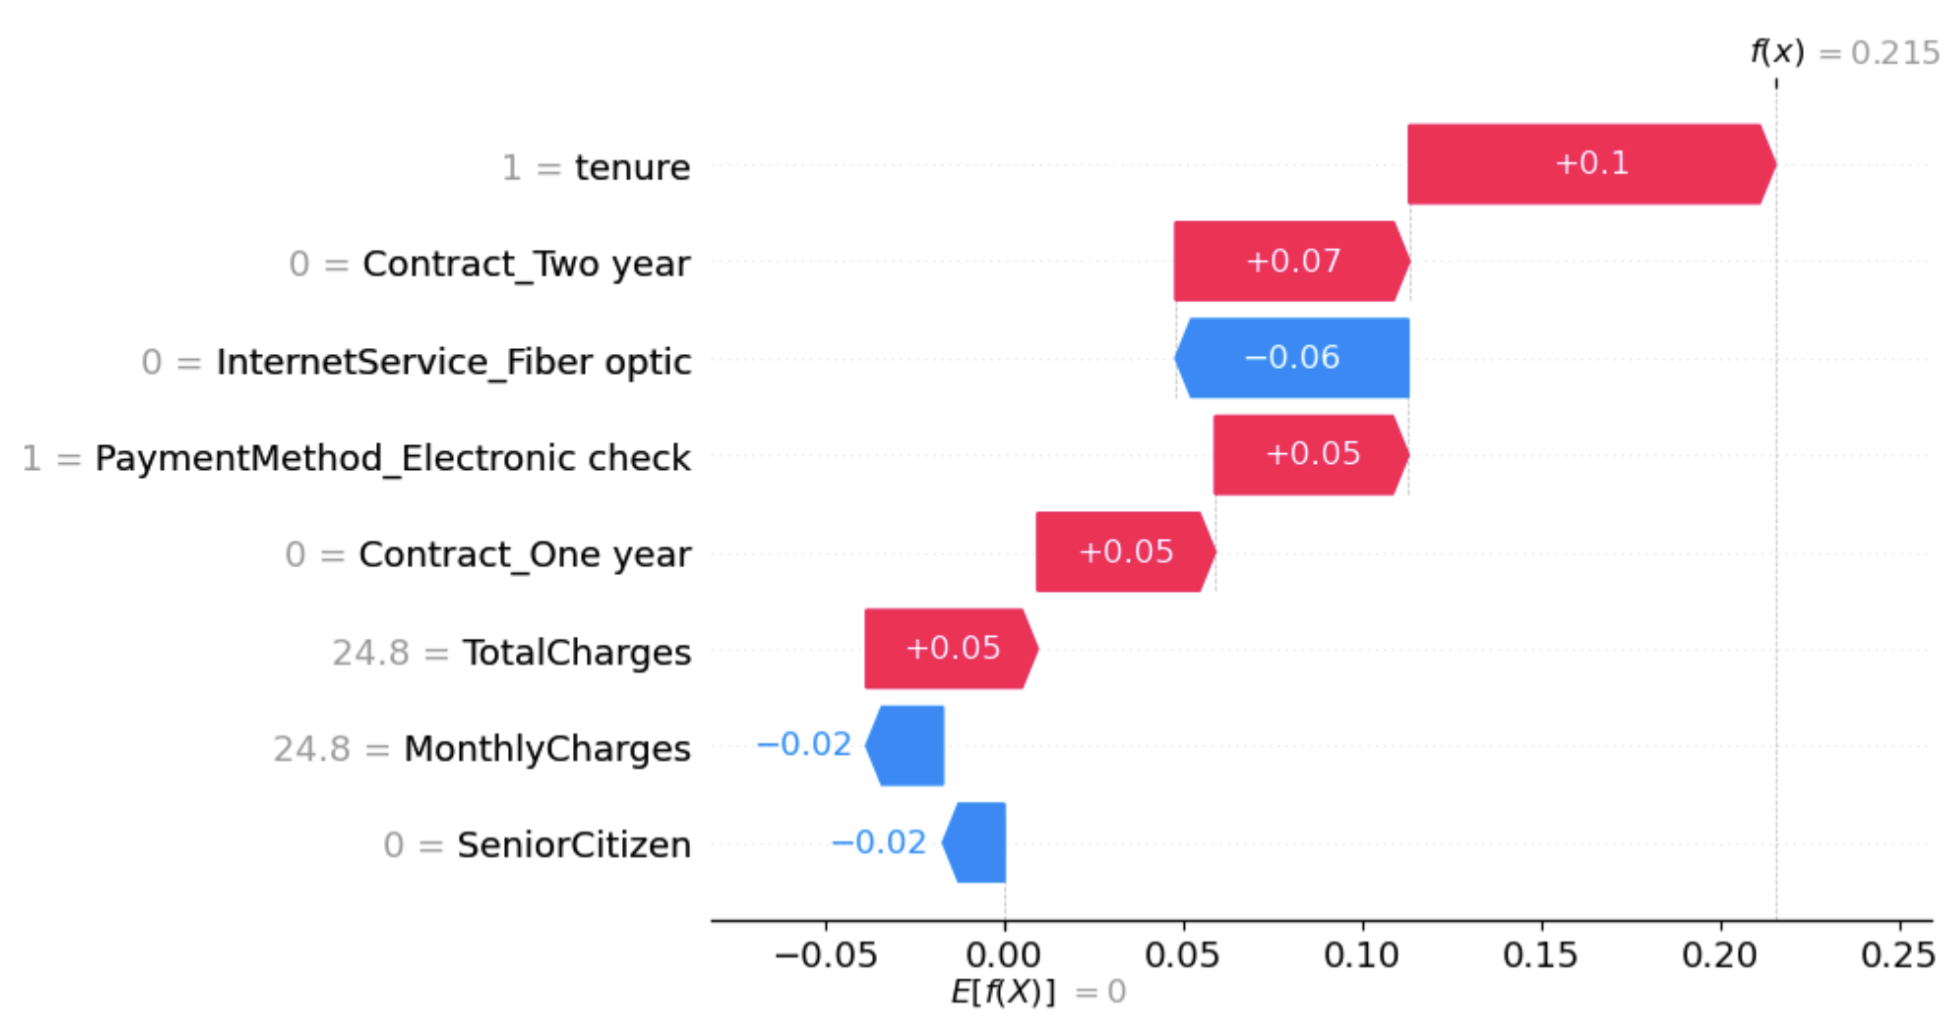 f(x) = 0.215
1 = tenure
+0.1
0 = Contract_Two year
+0.07
0 = InternetService_Fiber optic
−0.06
1 = PaymentMethod_Electronic check
+0.05
0 = Contract_One year
+0.05
24.8 = TotalCharges
+0.05
24.8 = MonthlyCharges
−0.02
0 = SeniorCitizen
−0.02
−0.05 0.00 0.05 0.10 0.15 0.20 0.25
E[f(X)] = 0